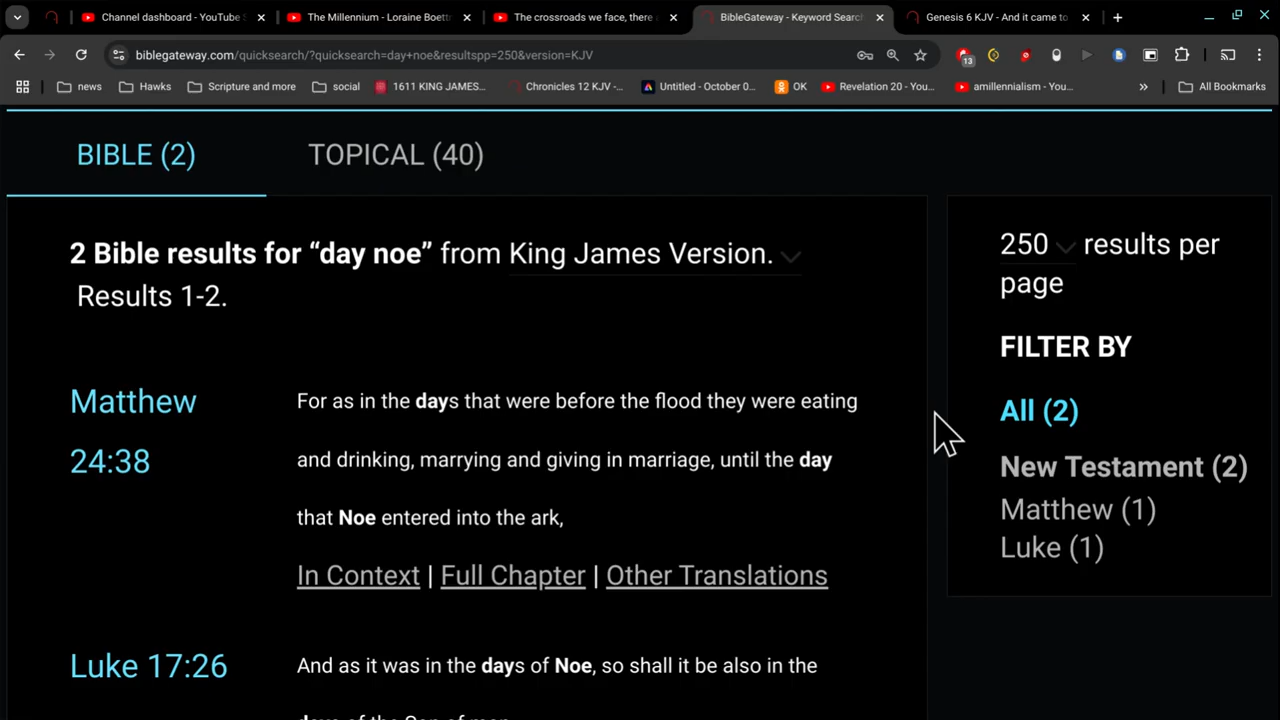 Channel dashboard - YouTube S
The Millennium - Loraine Boettn
The crossroads we face, there a
BibleGateway - Keyword Search
Genesis 6 KJV - And it came to
biblegateway.com/quicksearch/?quicksearch=day+noe&resultspp=250&version=KJV
13
news
Hawks
Scripture and more
social
1611 KING JAMES...
Chronicles 12 KJV -...
Untitled - October 0...
OK
Revelation 20 - You...
amillennialism - You...
»
All Bookmarks
BIBLE (2)
TOPICAL (40)
2 Bible results for “day noe” from King James Version.
Results 1-2.
Matthew
24:38
For as in the days that were before the flood they were eating
and drinking, marrying and giving in marriage, until the day
that Noe entered into the ark,
In Context | Full Chapter | Other Translations
Luke 17:26
And as it was in the days of Noe, so shall it be also in the
days of the Son of man.
250 results per
page
FILTER BY
All (2)
New Testament (2)
Matthew (1)
Luke (1)